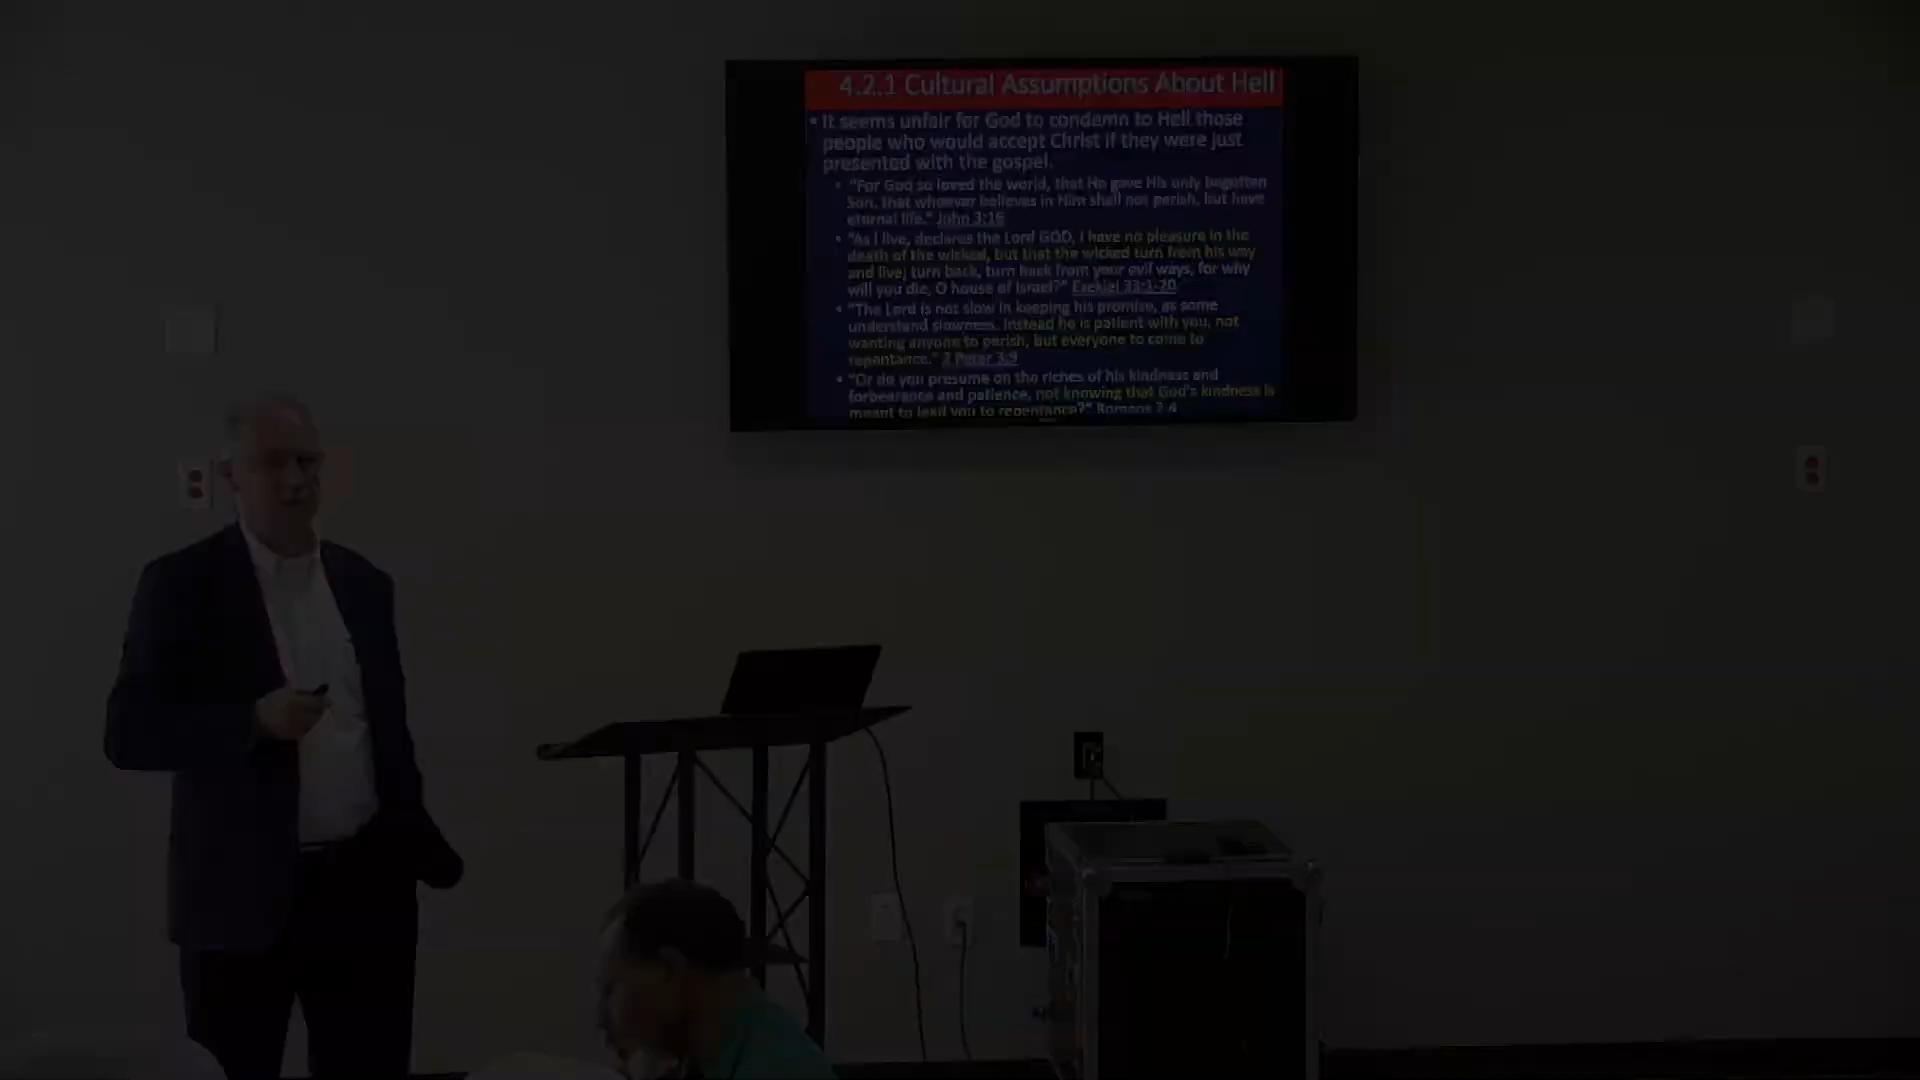 4.2.1 Cultural Assumptions About Hell
• It seems unfair for God to condemn to Hell those
people who would accept Christ if they were just
presented with the gospel.
• "For God so loved the world, that He gave His only begotten
Son, that whoever believes in Him shall not perish, but have
eternal life." John 3:16
• "As I live, declares the Lord GOD, I have no pleasure in the
death of the wicked, but that the wicked turn from his way
and live; turn back, turn back from your evil ways, for why
will you die, O house of Israel?" Ezekiel 33:1-20
• "The Lord is not slow in keeping his promise, as some
understand slowness. Instead he is patient with you, not
wanting anyone to perish, but everyone to come to
repentance." 2 Peter 3:9
• "Or do you presume on the riches of his kindness and
forbearance and patience, not knowing that God's kindness is
meant to lead you to repentance?" Romans 2:4